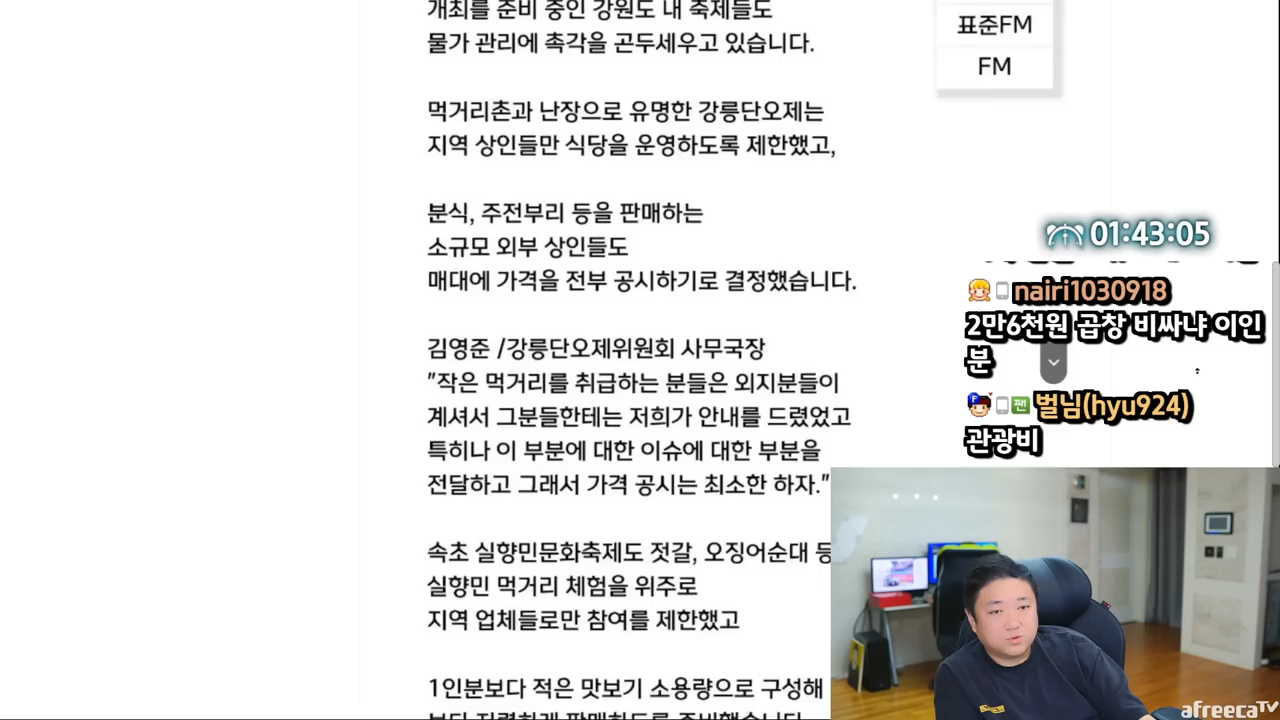 개최를 준비 중인 강원도 내 축제들도
물가 관리에 촉각을 곤두세우고 있습니다.
먹거리촌과 난장으로 유명한 강릉단오제는
지역 상인들만 식당을 운영하도록 제한했고,
분식, 주전부리 등을 판매하는
소규모 외부 상인들도
매대에 가격을 전부 공시하기로 결정했습니다.
김영준 /강릉단오제위원회 사무국장
"작은 먹거리를 취급하는 분들은 외지분들이
계셔서 그분들한테는 저희가 안내를 드렸었고
특히나 이 부분에 대한 이슈에 대한 부분을
전달하고 그래서 가격 공시는 최소한 하자."
속초 실향민문화축제도 젓갈, 오징어순대 등
실향민 먹거리 체험을 위주로
지역 업체들로만 참여를 제한했고
1인분보다 적은 맛보기 소용량으로 구성해
표준FM
FM
01:43:05
nairi1030918
2만6천원 곱창 비싸냐 이인
분
팬 벌님(hyu924)
관광비
afreecaTV